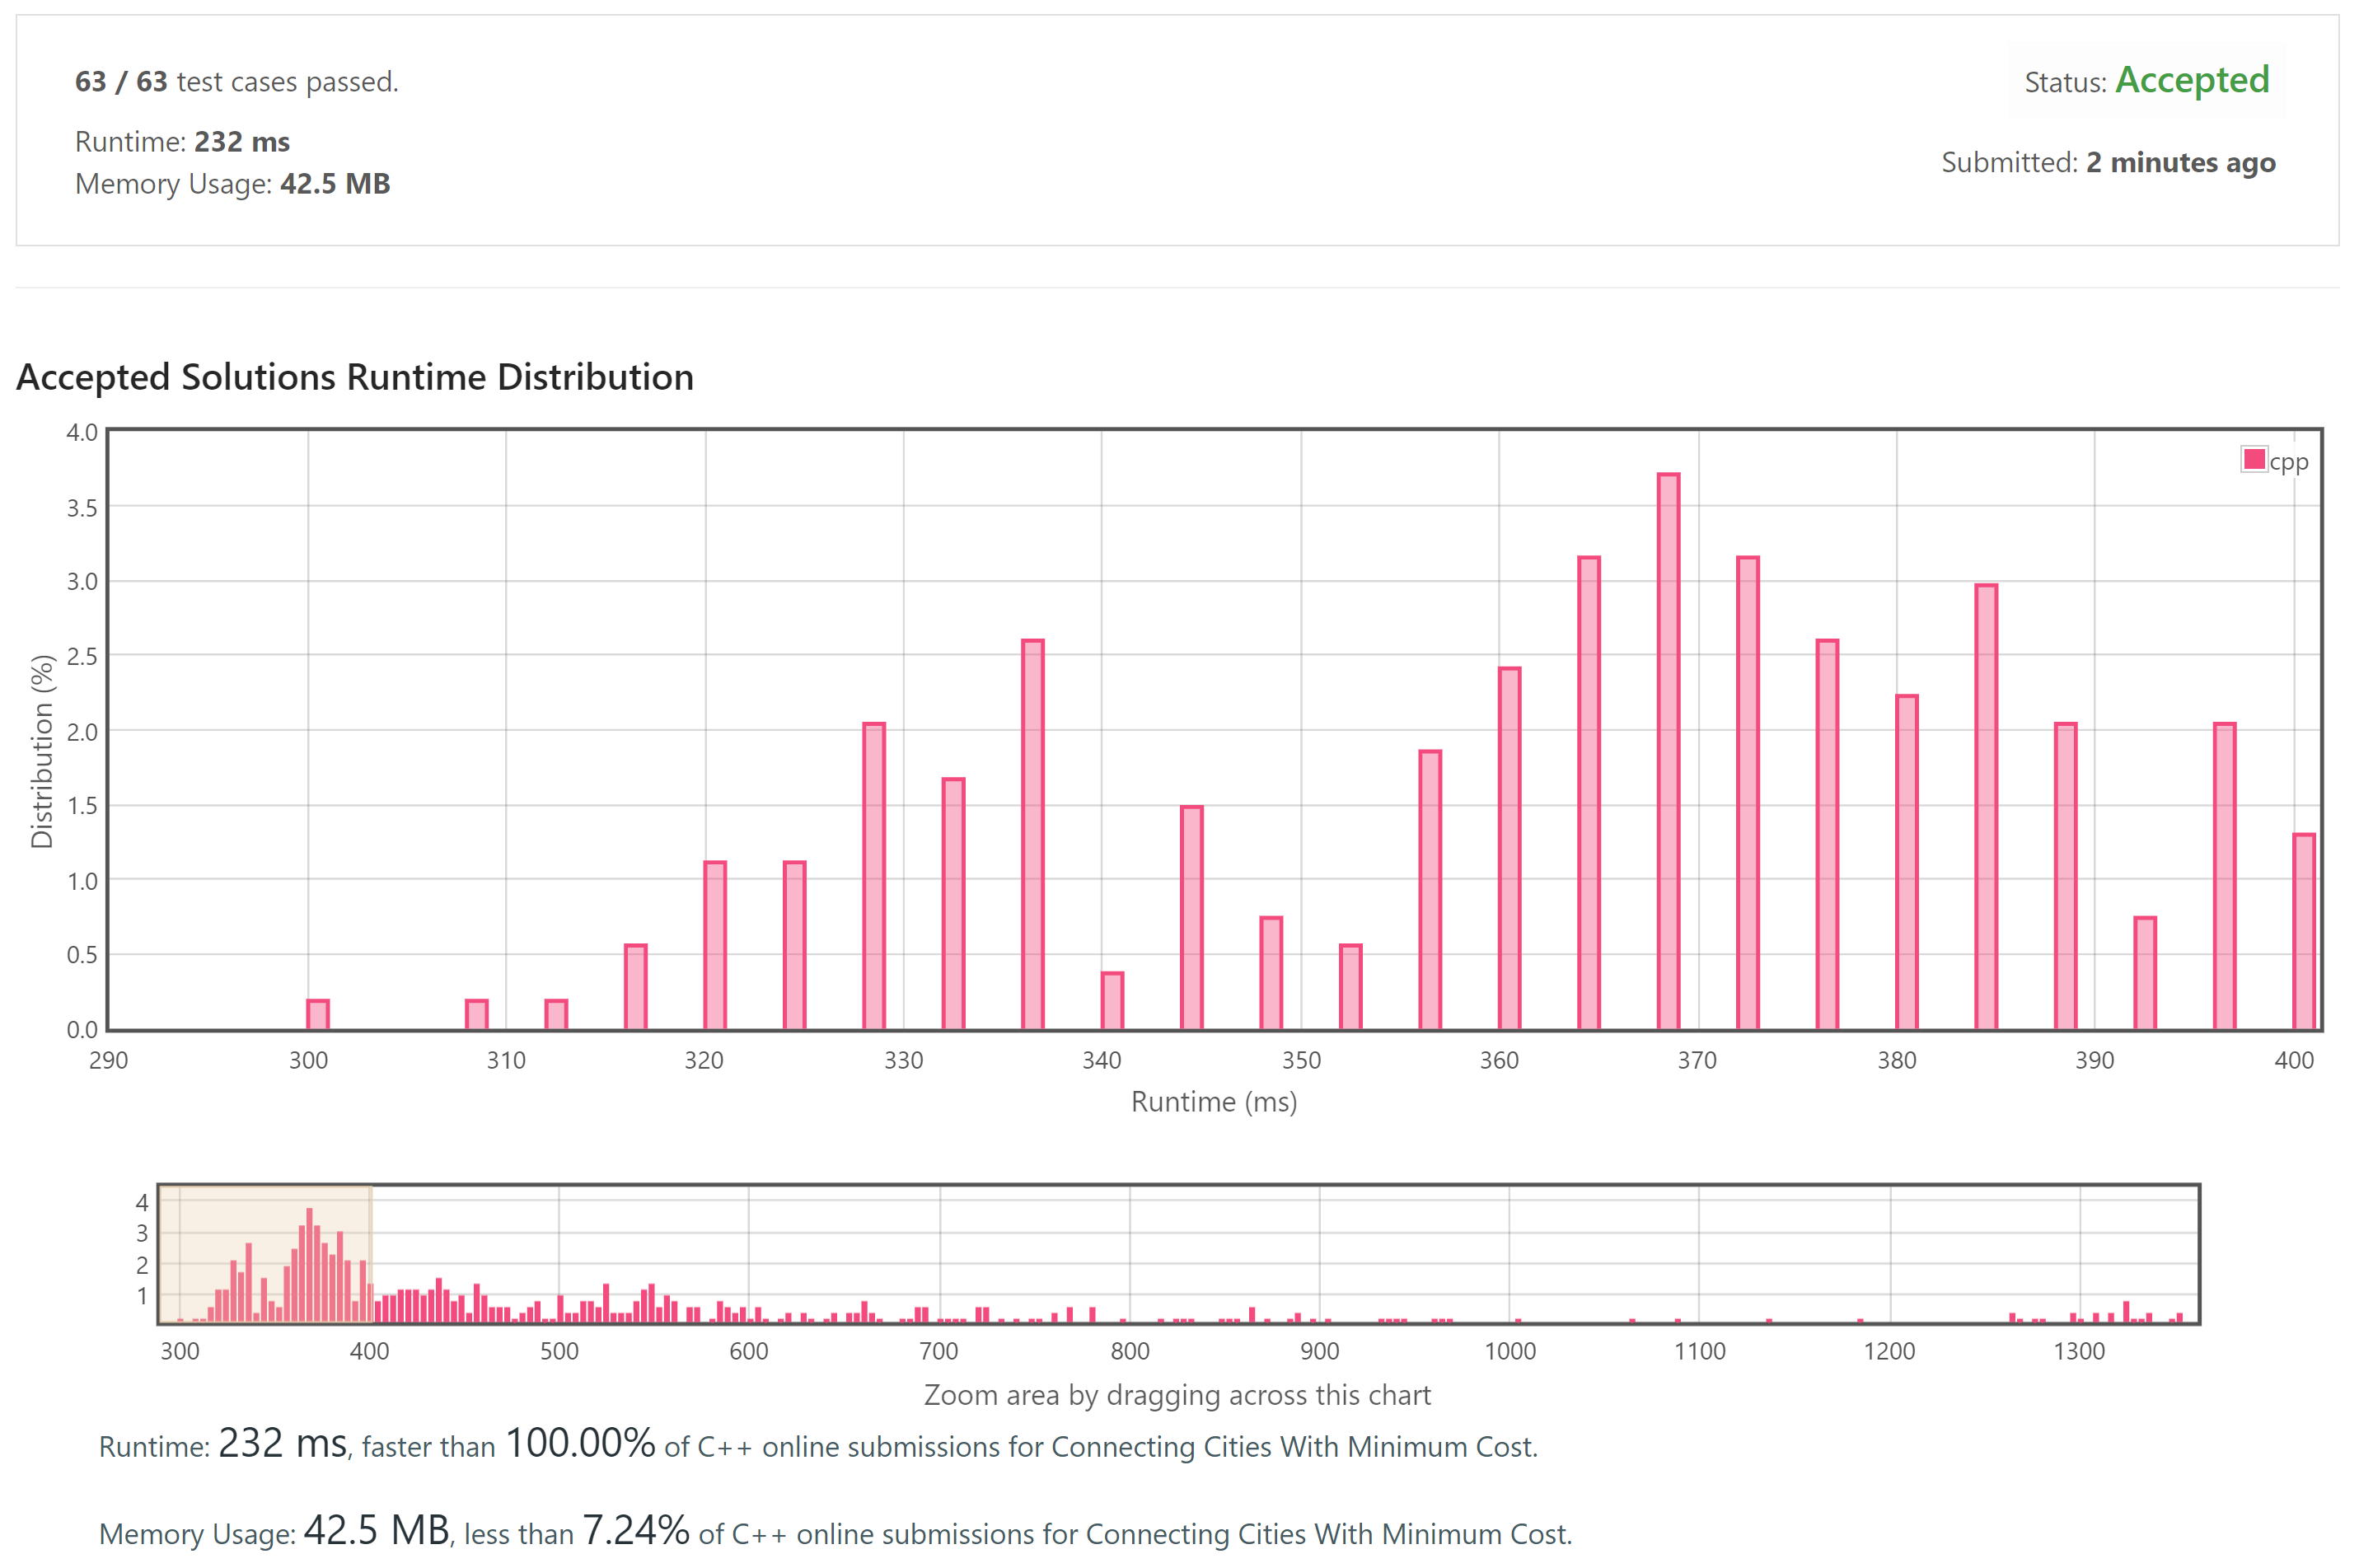 63 / 63 test cases passed.
Status: Accepted
Runtime: 232 ms
Memory Usage: 42.5 MB
Submitted: 2 minutes ago
Accepted Solutions Runtime Distribution
4.0
3.5
3.0
2.5
2.0
1.5
1.0
0.5
0.0
Distribution (%)
cpp
290 300 310 320 330 340 350 360 370 380 390 400
Runtime (ms)
4
3
2
1
300 400 500 600 700 800 900 1000 1100 1200 1300
Zoom area by dragging across this chart
Runtime: 232 ms, faster than 100.00% of C++ online submissions for Connecting Cities With Minimum Cost.
Memory Usage: 42.5 MB, less than 7.24% of C++ online submissions for Connecting Cities With Minimum Cost.